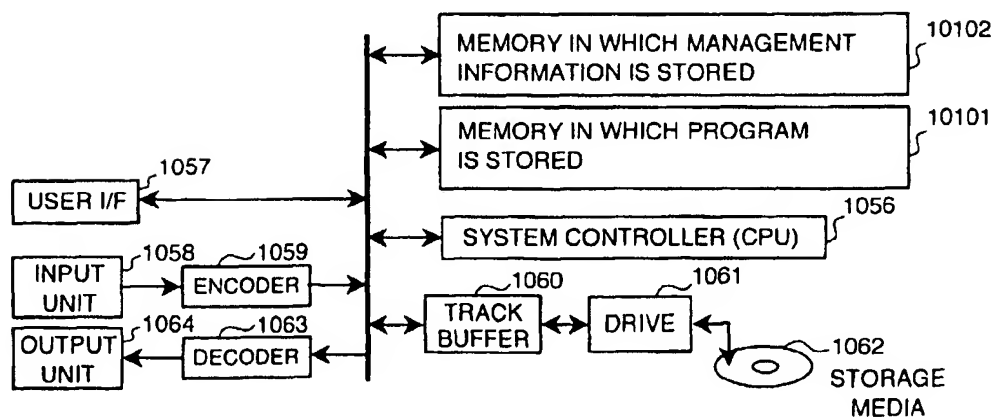 10102
MEMORY IN WHICH MANAGEMENT
INFORMATION IS STORED
10101
MEMORY IN WHICH PROGRAM
IS STORED
1057
USER I/F
1056
SYSTEM CONTROLLER (CPU)
1058
INPUT
UNIT
1059
ENCODER
1060
TRACK
BUFFER
1061
DRIVE
1064
OUTPUT
UNIT
1063
DECODER
1062
STORAGE
MEDIA